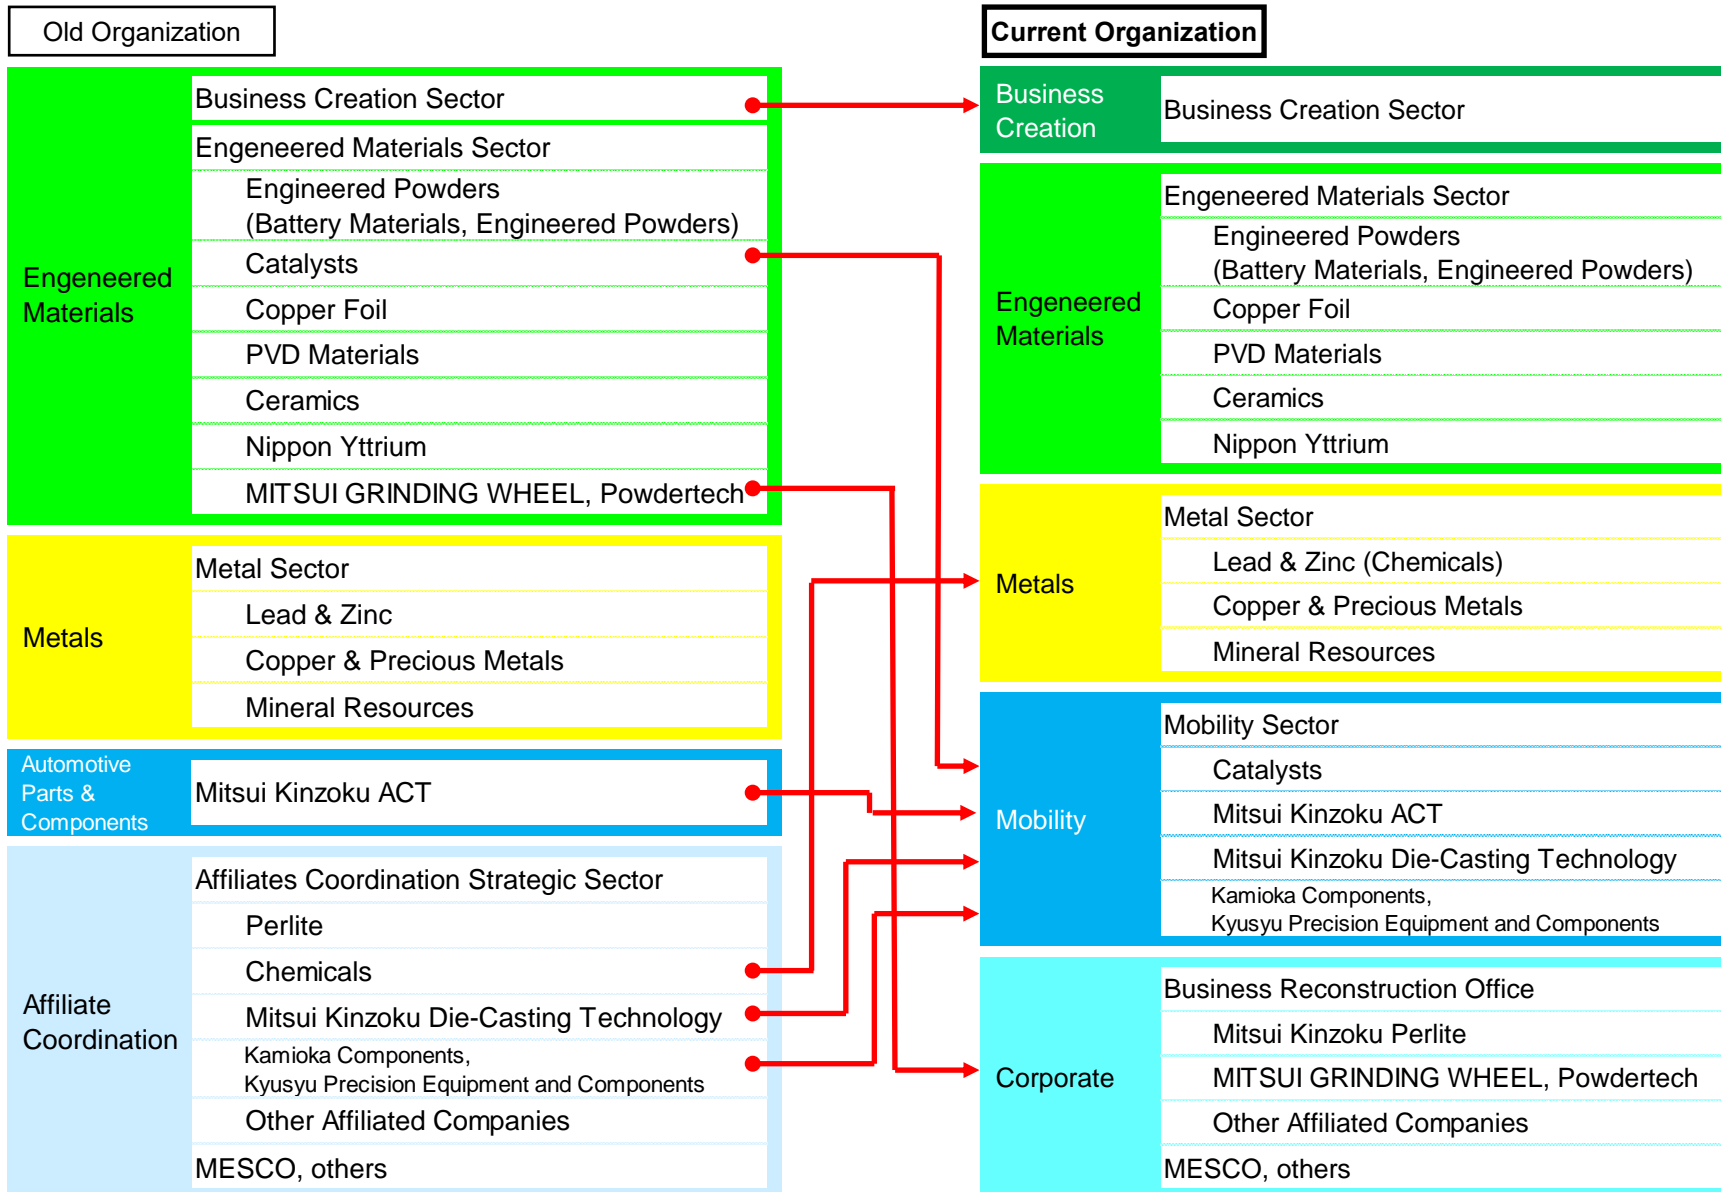 Old Organization
Engeneered
Materials
Business Creation Sector
Engeneered Materials Sector
Engineered Powders
(Battery Materials, Engineered Powders)
Catalysts
Copper Foil
PVD Materials
Ceramics
Nippon Yttrium
MITSUI GRINDING WHEEL, Powdertech
Metals
Metal Sector
Lead & Zinc
Copper & Precious Metals
Mineral Resources
Automotive
Parts &
Components
Mitsui Kinzoku ACT
Affiliate
Coordination
Affiliates Coordination Strategic Sector
Perlite
Chemicals
Mitsui Kinzoku Die-Casting Technology
Kamioka Components,
Kyusyu Precision Equipment and Components
Other Affiliated Companies
MESCO, others
Current Organization
Business
Creation
Business Creation Sector
Engeneered
Materials
Engeneered Materials Sector
Engineered Powders
(Battery Materials, Engineered Powders)
Copper Foil
PVD Materials
Ceramics
Nippon Yttrium
Metals
Metal Sector
Lead & Zinc (Chemicals)
Copper & Precious Metals
Mineral Resources
Mobility
Mobility Sector
Catalysts
Mitsui Kinzoku ACT
Mitsui Kinzoku Die-Casting Technology
Kamioka Components,
Kyusyu Precision Equipment and Components
Corporate
Business Reconstruction Office
Mitsui Kinzoku Perlite
MITSUI GRINDING WHEEL, Powdertech
Other Affiliated Companies
MESCO, others